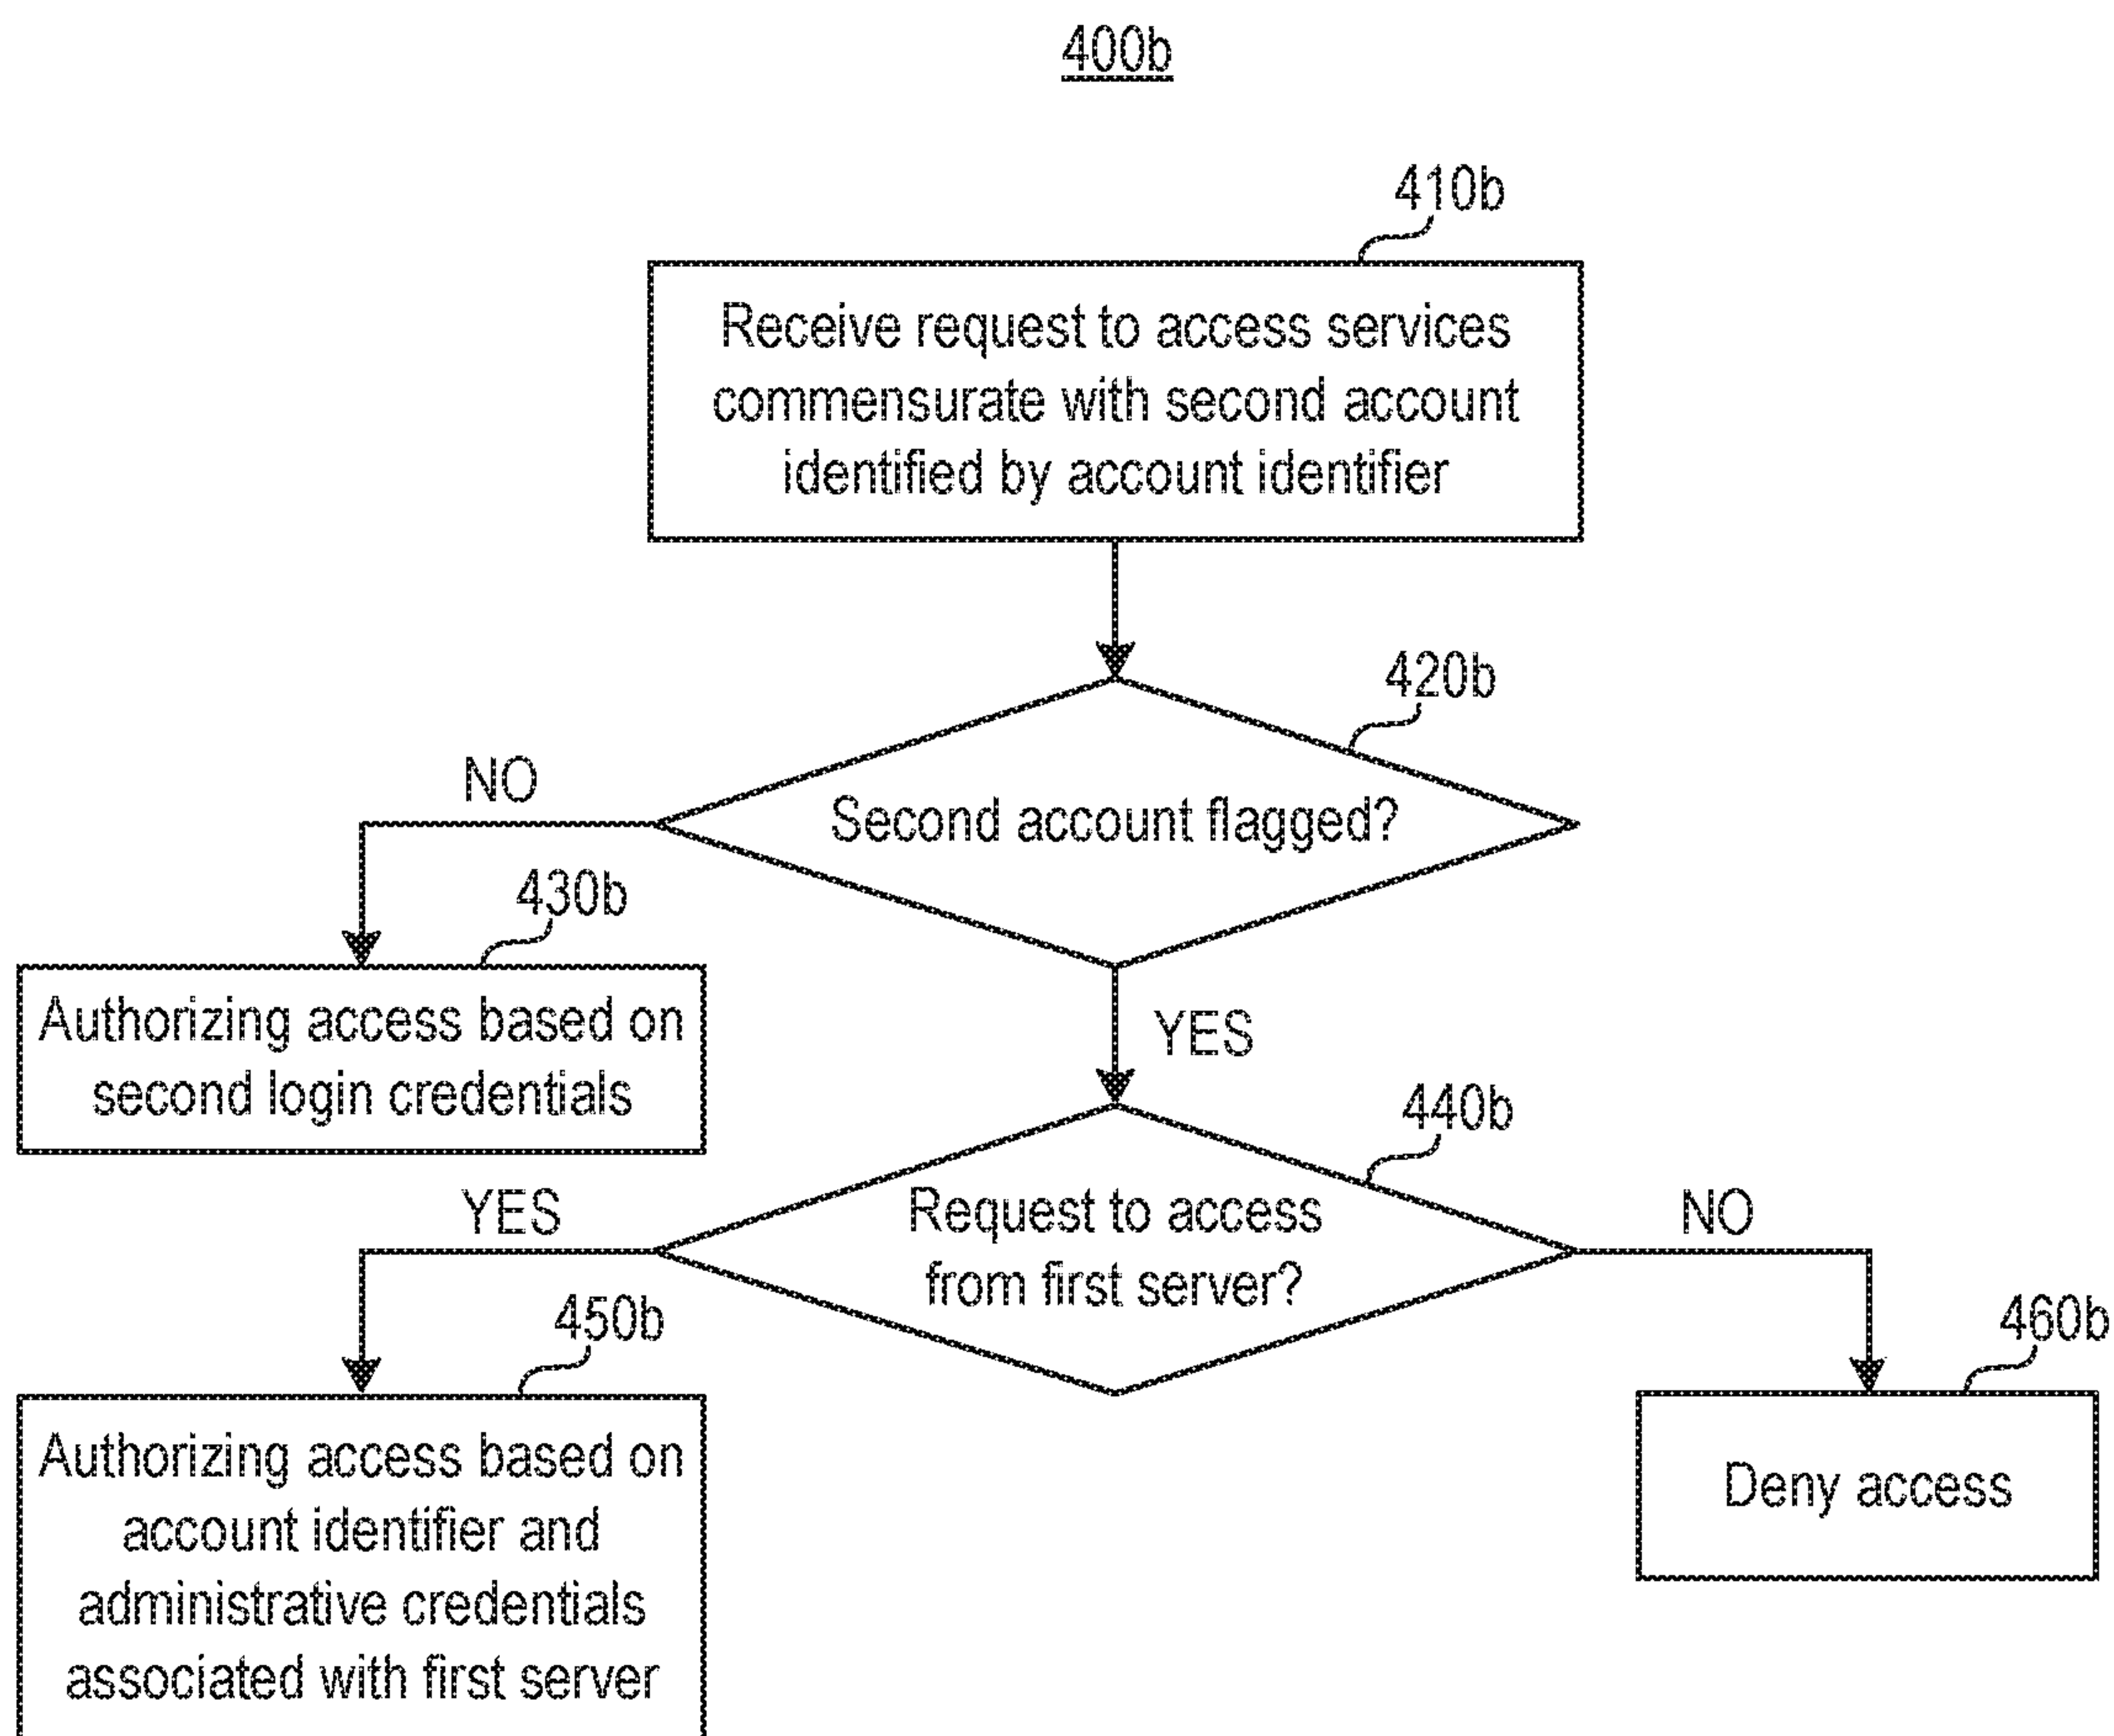 400b
410b
Receive request to access services
commensurate with second account
identified by account identifier
420b
Second account flagged?
NO
430b
Authorizing access based on
second login credentials
YES
440b
Request to access
from first server?
YES
NO
450b
Authorizing access based on
account identifier and
administrative credentials
associated with first server
460b
Deny access